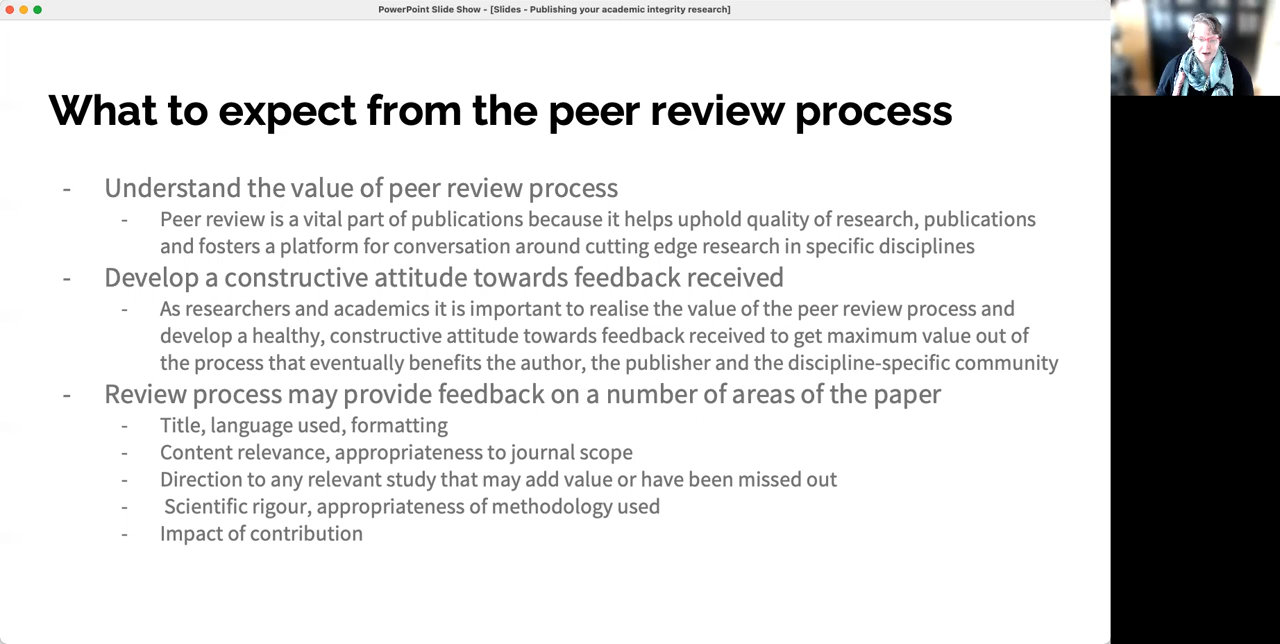 PowerPoint Slide Show - [Slides - Publishing your academic integrity research]
What to expect from the peer review process
- Understand the value of peer review process
- Peer review is a vital part of publications because it helps uphold quality of research, publications
and fosters a platform for conversation around cutting edge research in specific disciplines
- Develop a constructive attitude towards feedback received
- As researchers and academics it is important to realise the value of the peer review process and
develop a healthy, constructive attitude towards feedback received to get maximum value out of
the process that eventually benefits the author, the publisher and the discipline-specific community
- Review process may provide feedback on a number of areas of the paper
- Title, language used, formatting
- Content relevance, appropriateness to journal scope
- Direction to any relevant study that may add value or have been missed out
- Scientific rigour, appropriateness of methodology used
- Impact of contribution